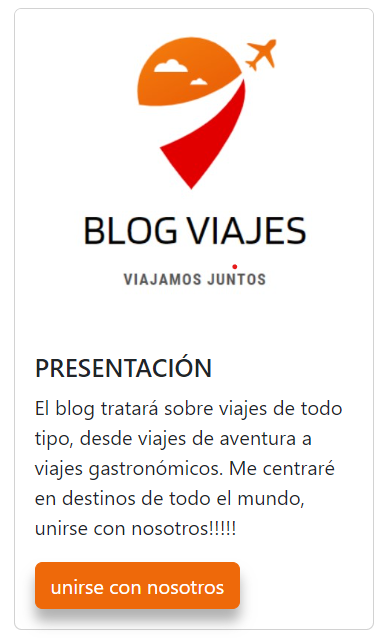 BLOG VIAJES
VIAJAMOS JUNTOS
PRESENTACIÓN
El blog tratará sobre viajes de todo
tipo, desde viajes de aventura a
viajes gastronómicos. Me centraré
en destinos de todo el mundo,
unirse con nosotros!!!!!
unirse con nosotros